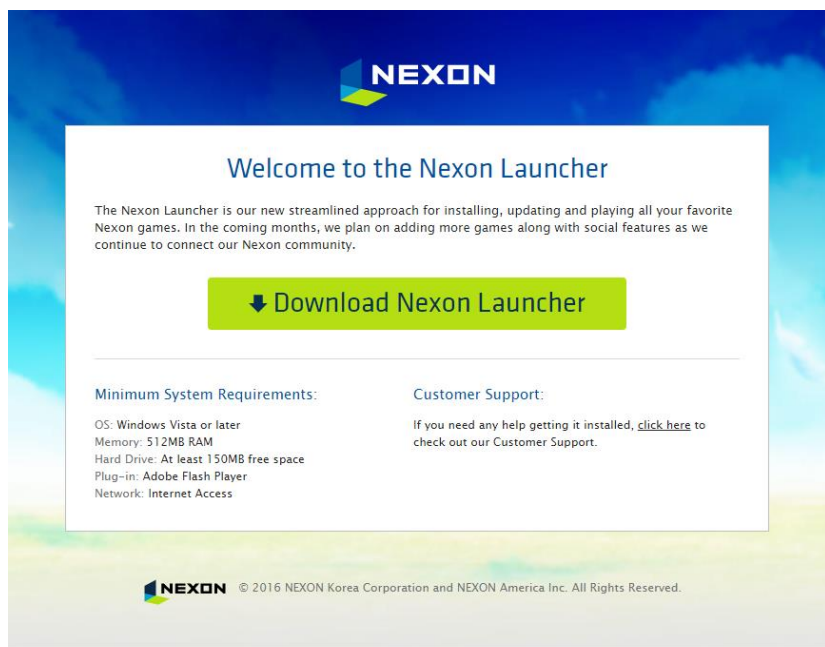 NEXON
Welcome to the Nexon Launcher
The Nexon Launcher is our new streamlined approach for installing, updating and playing all your favorite
Nexon games. In the coming months, we plan on adding more games along with social features as we
continue to connect our Nexon community.
Download Nexon Launcher
Minimum System Requirements:
OS: Windows Vista or later
Memory: 512MB RAM
Hard Drive: At least 150MB free space
Plug-in: Adobe Flash Player
Network: Internet Access
Customer Support:
If you need any help getting it installed, click here to
check out our Customer Support.
NEXON © 2016 NEXON Korea Corporation and NEXON America Inc. All Rights Reserved.